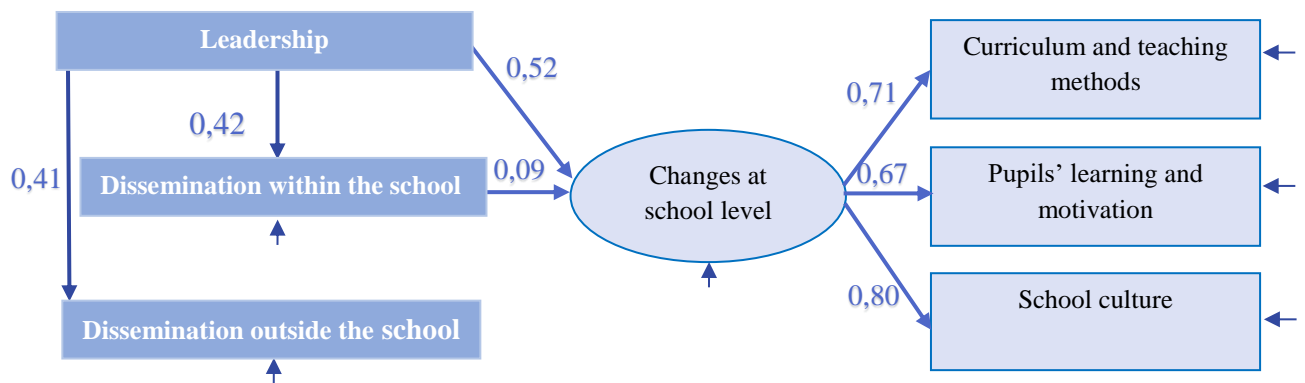 Leadership
0,52
0,42
0,41
Dissemination within the school
0,09
Dissemination outside the school
Changes at
school level
0,71
0,67
0,80
Curriculum and teaching
methods
Pupils’ learning and
motivation
School culture